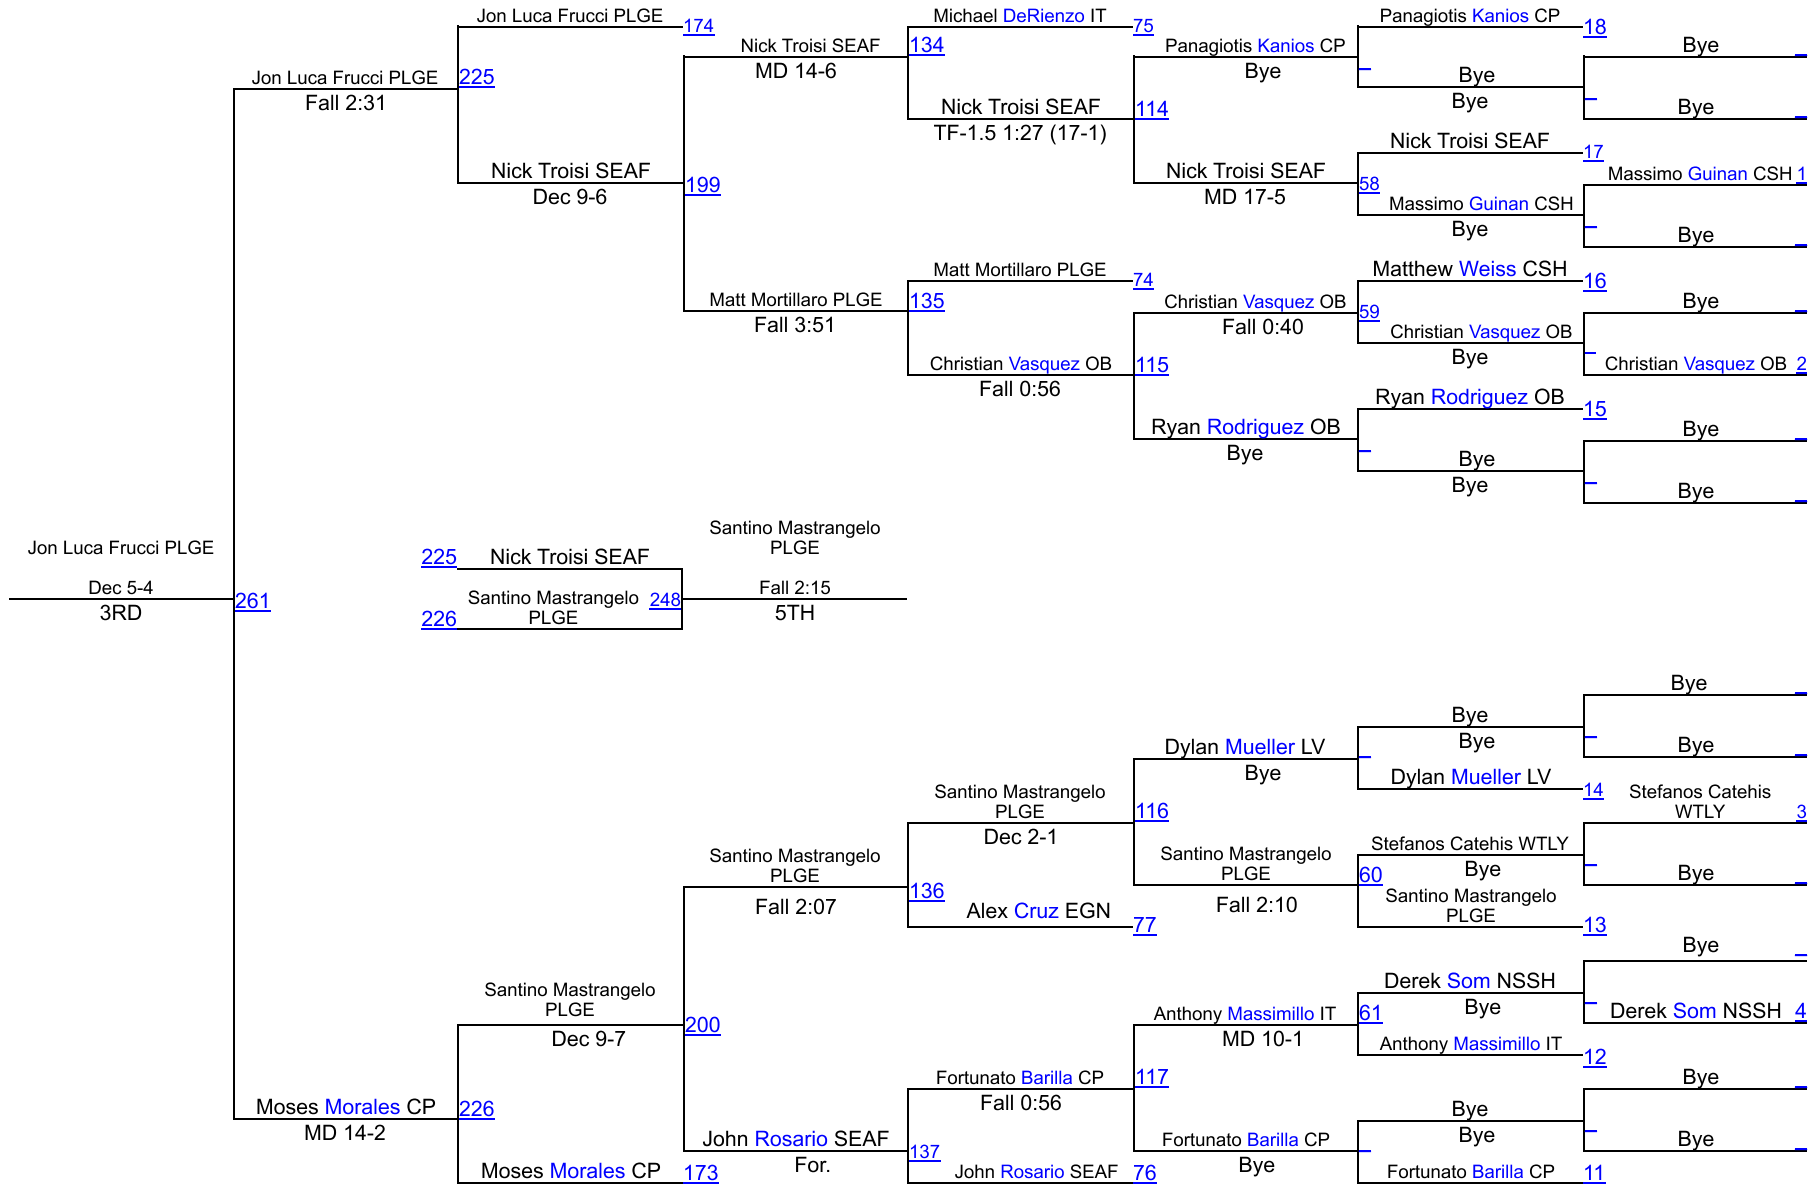 Jon Luca Frucci PLGE
174
Michael DeRienzo IT
75
Panagiotis Kanios CP
18
Nick Troisi SEAF
134
MD 14-6
Panagiotis Kanios CP
Bye
Bye
Bye
Bye
Jon Luca Frucci PLGE
225
Fall 2:31
Nick Troisi SEAF
114
TF-1.5 1:27 (17-1)
Bye
Nick Troisi SEAF
17
Nick Troisi SEAF
Dec 9-6
199
Nick Troisi SEAF
58
MD 17-5
Massimo Guinan CSH 1
Massimo Guinan CSH
Bye
Bye
Matt Mortillaro PLGE
74
Matthew Weiss CSH
16
Matt Mortillaro PLGE
135
Fall 3:51
Christian Vasquez OB
59
Fall 0:40
Bye
Christian Vasquez OB
Bye
Christian Vasquez OB
115
Fall 0:56
Christian Vasquez OB 2
Ryan Rodriguez OB
15
Ryan Rodriguez OB
Bye
Bye
Bye
Bye
Bye
Jon Luca Frucci PLGE
Dec 5-4
3RD
261
225
Nick Troisi SEAF
Santino Mastrangelo
PLGE
226
248
Santino Mastrangelo
PLGE
Fall 2:15
5TH
Bye
Bye
Bye
Bye
Dylan Mueller LV
Bye
Dylan Mueller LV
14
Santino Mastrangelo
PLGE
116
Dec 2-1
Stefanos Catehis
WTLY
3
Stefanos Catehis WTLY
Bye
Bye
Santino Mastrangelo
PLGE
Fall 2:07
136
Santino Mastrangelo
PLGE
60
Fall 2:10
Santino Mastrangelo
PLGE
13
Alex Cruz EGN
77
Bye
Santino Mastrangelo
PLGE
Dec 9-7
200
Derek Som NSSH
Bye
Derek Som NSSH 4
Anthony Massimillo IT
61
MD 10-1
Anthony Massimillo IT
12
Fortunato Barilla CP
117
Fall 0:56
Bye
Moses Morales CP
226
MD 14-2
Bye
Bye
Bye
John Rosario SEAF
137
For.
Fortunato Barilla CP
Bye
Moses Morales CP
173
John Rosario SEAF
76
Fortunato Barilla CP
11